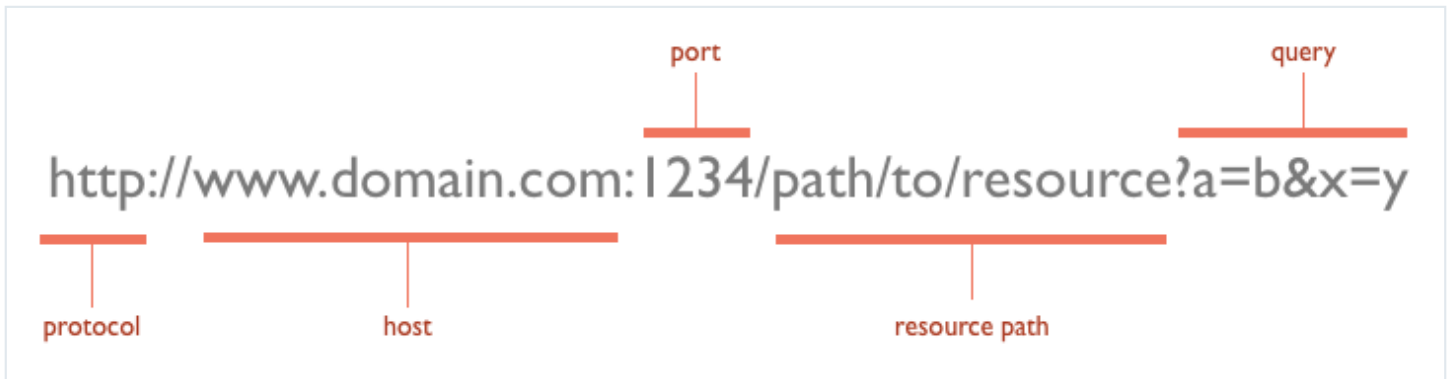 port query
http://www.domain.com:1234/path/to/resource?a=b&x=y
protocol host resource path